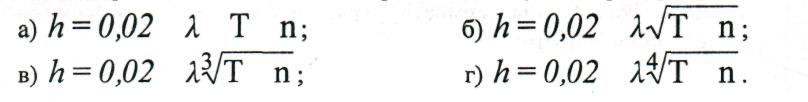 а) h = 0,02 λ T n; б) h = 0,02 λ√T n;
в) h = 0,02 λ∛T n; г) h = 0,02 λ∜T n.